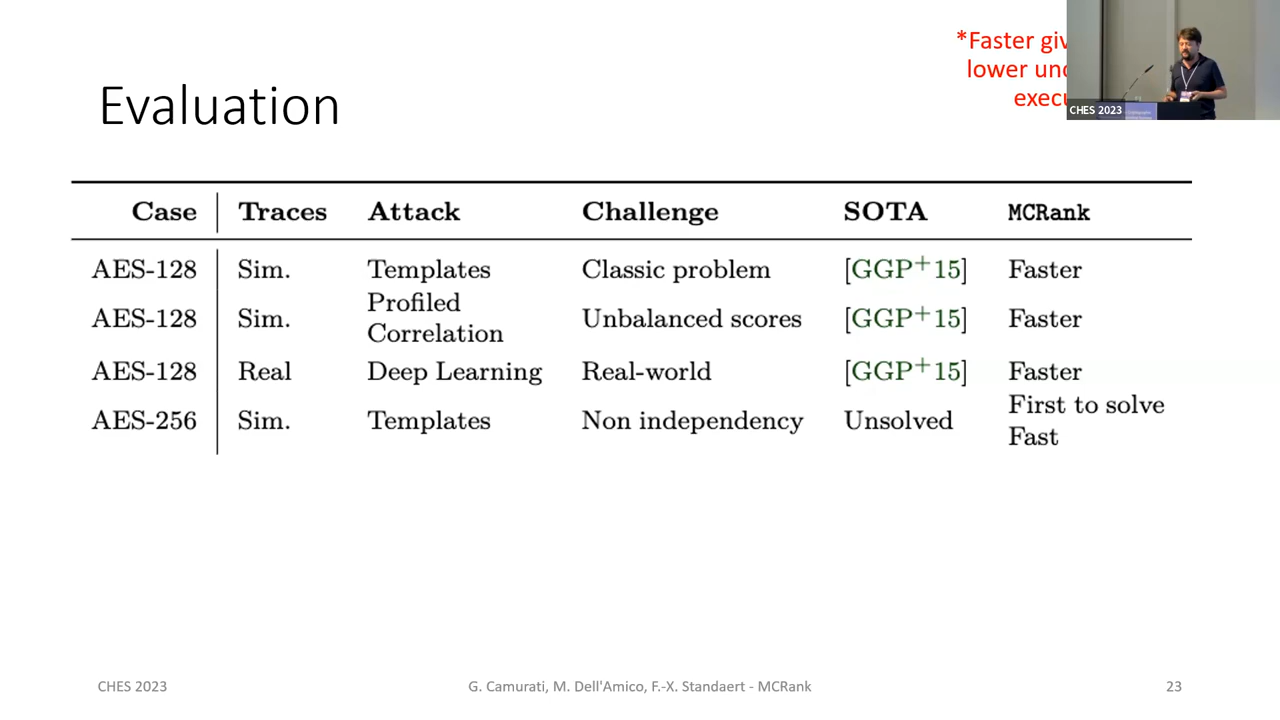 *Faster
lower
Evaluation
CHES 2023
Case Traces Attack Challenge SOTA MCRank
AES-128 Sim. Templates Classic problem [GGP+15] Faster
AES-128 Sim. Profiled Correlation Unbalanced scores [GGP+15] Faster
AES-128 Real Deep Learning Real-world [GGP+15] Faster
AES-256 Sim. Templates Non independency Unsolved First to solve Fast
CHES 2023 G. Camurati, M. Dell'Amico, F.-X. Standaert - MCRank 23